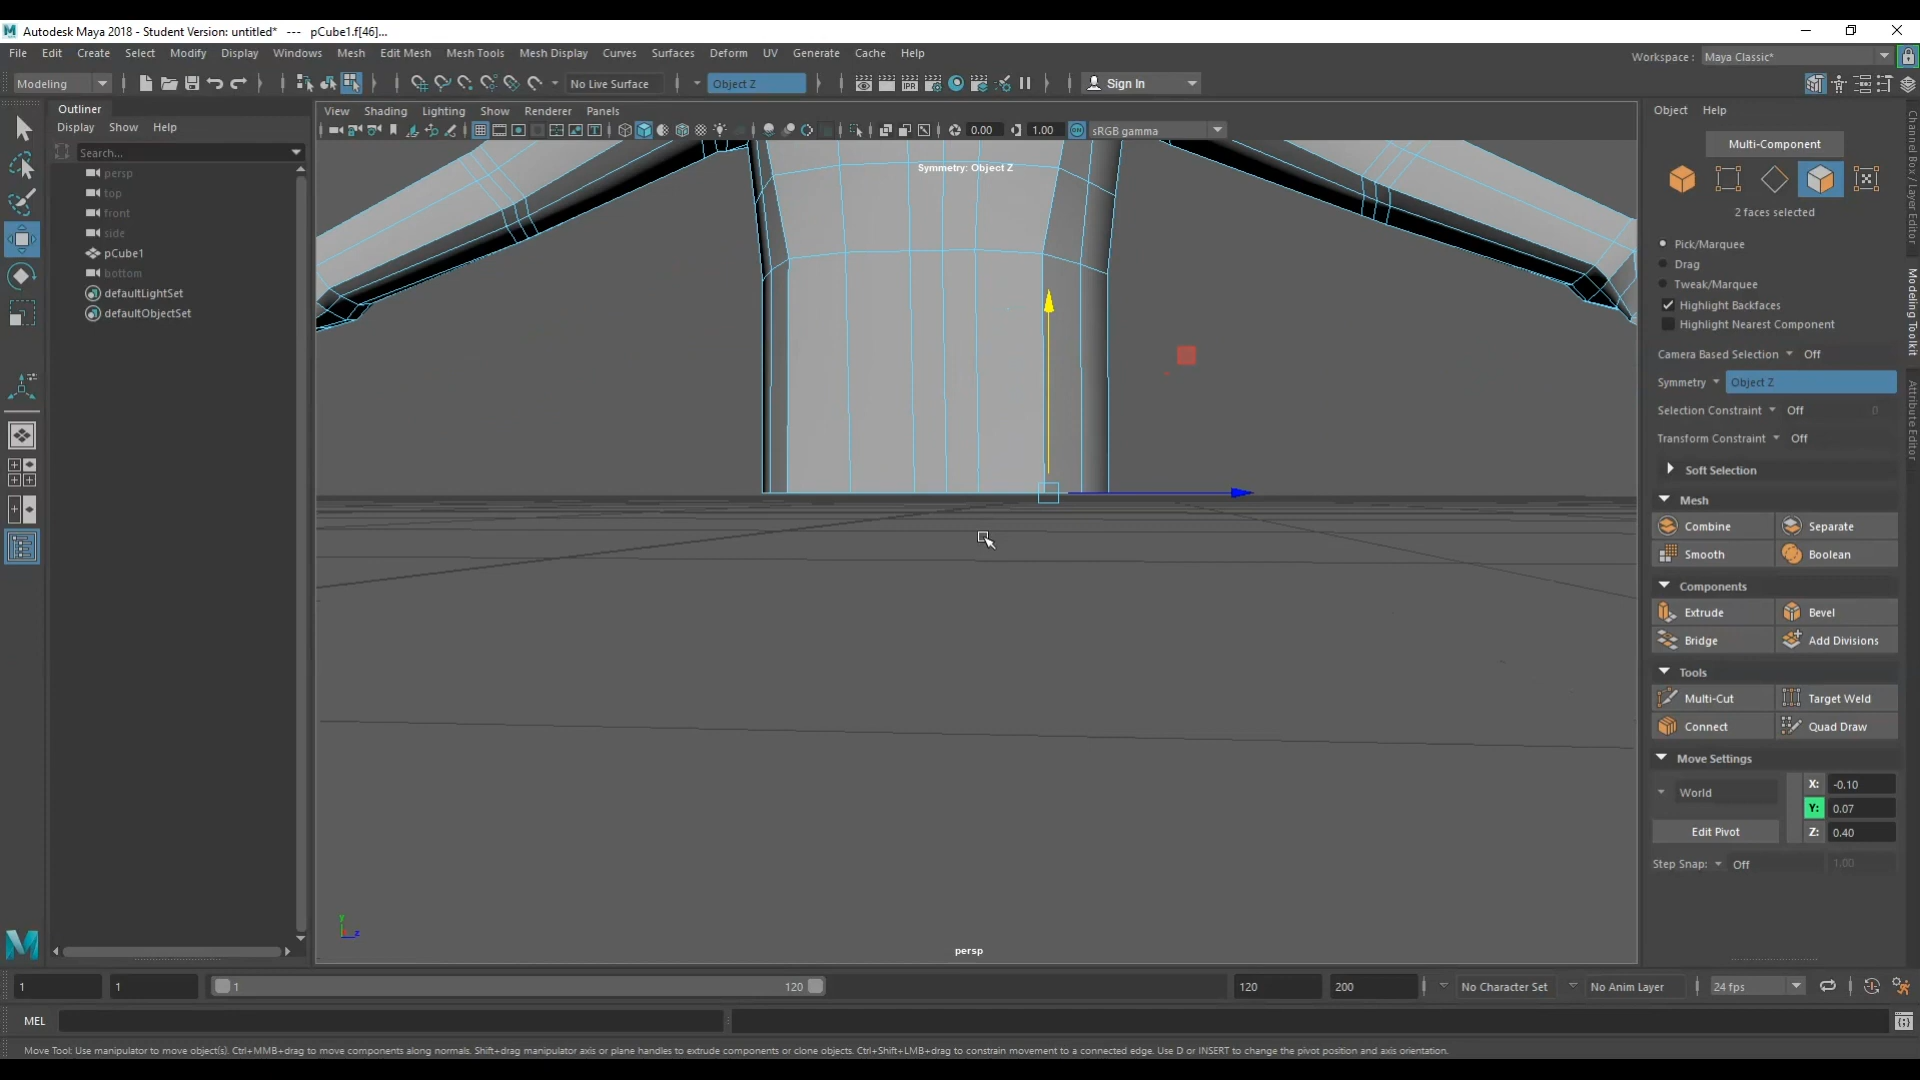 Autodesk Maya 2018 - Student Version: untitled* --- pCube1.f[46]...
File Edit Create Select Modify Display Windows Mesh Edit Mesh Mesh Tools Mesh Display Curves Surfaces Deform UV Generate Cache Help
Workspace : Maya Classic*
Modeling No Live Surface Object Z Sign In
Outliner
Display Show Help
Search...
persp
top
front
side
pCube1
bottom
defaultLightSet
defaultObjectSet
View Shading Lighting Show Renderer Panels
0.00 1.00 ON sRGB gamma
Symmetry: Object Z
y
z
persp
Object Help
Multi-Component
2 faces selected
Pick/Marquee
Drag
Tweak/Marquee
Highlight Backfaces
Highlight Nearest Component
Camera Based Selection Off
Symmetry Object Z
Selection Constraint Off 0
Transform Constraint Off
Soft Selection
Mesh
Combine Separate
Smooth Boolean
Components
Extrude Bevel
Bridge Add Divisions
Tools
Multi-Cut Target Weld
Connect Quad Draw
Move Settings
X: -0.10
World
Y: 0.07
Edit Pivot Z: 0.40
Step Snap: Off 1.00
Channel Box / Layer Editor
Modeling Toolkit
Attribute Editor
1 1 1 120 120 200 No Character Set No Anim Layer 24 fps
MEL
Move Tool: Use manipulator to move object(s). Ctrl+MMB+drag to move components along normals. Shift+drag manipulator axis or plane handles to extrude components or clone objects. Ctrl+Shift+LMB+drag to constrain movement to a connected edge. Use D or INSERT to change the pivot position and axis orientation.